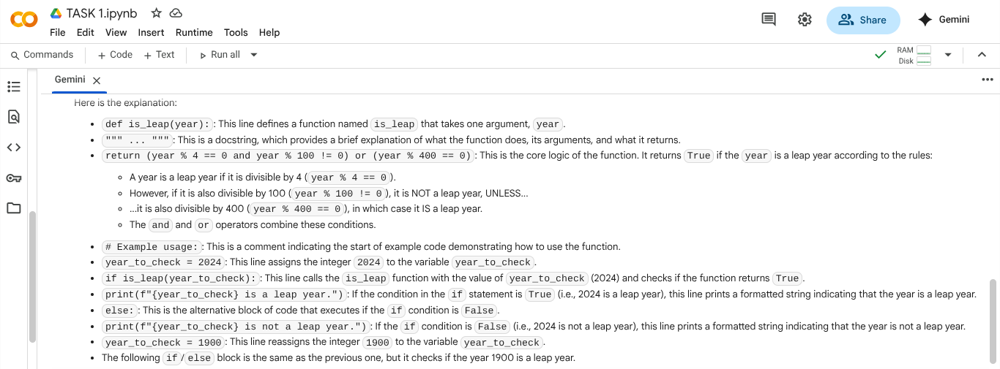 TASK 1.ipynb
File Edit View Insert Runtime Tools Help
Share
Gemini
Commands + Code + Text Run all
RAM
Disk
Gemini
Here is the explanation:
• def is_leap(year): : This line defines a function named is_leap that takes one argument, year.
• """ ... """ : This is a docstring, which provides a brief explanation of what the function does, its arguments, and what it returns.
• return (year % 4 == 0 and year % 100 != 0) or (year % 400 == 0) : This is the core logic of the function. It returns True if the year is a leap year according to the rules:
◦ A year is a leap year if it is divisible by 4 ( year % 4 == 0 ).
◦ However, if it is also divisible by 100 ( year % 100 != 0 ), it is NOT a leap year, UNLESS...
◦ ...it is also divisible by 400 ( year % 400 == 0 ), in which case it IS a leap year.
◦ The and and or operators combine these conditions.
• # Example usage: : This is a comment indicating the start of example code demonstrating how to use the function.
• year_to_check = 2024 : This line assigns the integer 2024 to the variable year_to_check.
• if is_leap(year_to_check): : This line calls the is_leap function with the value of year_to_check (2024) and checks if the function returns True.
• print(f"{year_to_check} is a leap year.") : If the condition in the if statement is True (i.e., 2024 is a leap year), this line prints a formatted string indicating that the year is a leap year.
• else: : This is the alternative block of code that executes if the if condition is False.
• print(f"{year_to_check} is not a leap year.") : If the if condition is False (i.e., 2024 is not a leap year), this line prints a formatted string indicating that the year is not a leap year.
• year_to_check = 1900 : This line reassigns the integer 1900 to the variable year_to_check.
• The following if/else block is the same as the previous one, but it checks if the year 1900 is a leap year.